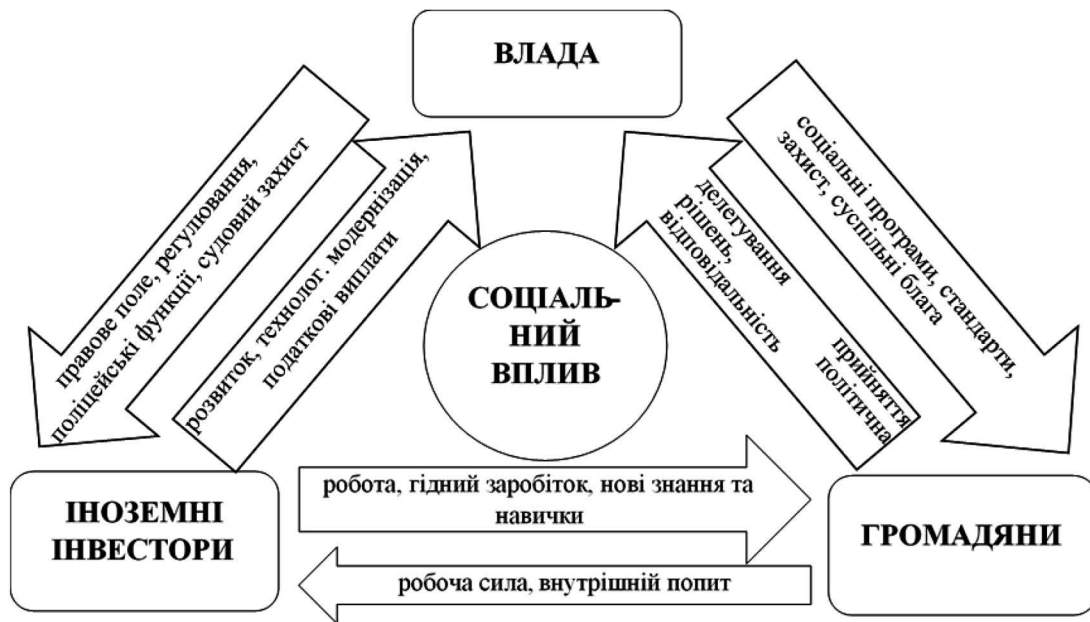 ВЛАДА
правове поле, регулювання,
поліцейські функції, судовий захист
розвиток, технолог. модернізація,
податкові виплати
делегування прийняття
рішень, політична
відповідальність
соціальні програми, стандарти,
захист, суспільні блага
СОЦІАЛЬ-
НИЙ
ВПЛИВ
ІНОЗЕМНІ
ІНВЕСТОРИ
робота, гідний заробіток, нові знання та
навички
робоча сила, внутрішній попит
ГРОМАДЯНИ